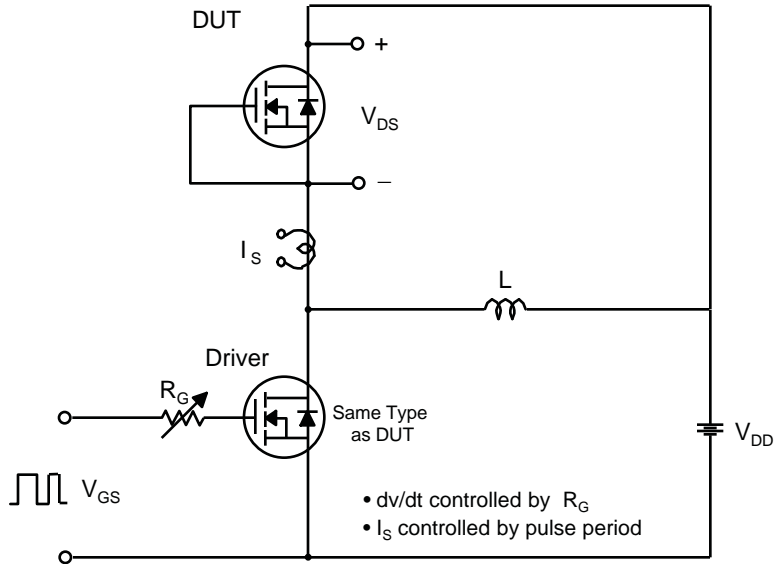 DUT
+
V_DS
–
I_S
L
Driver
R_G
Same Type
as DUT
V_DD
V_GS
• dv/dt controlled by R_G
• I_S controlled by pulse period